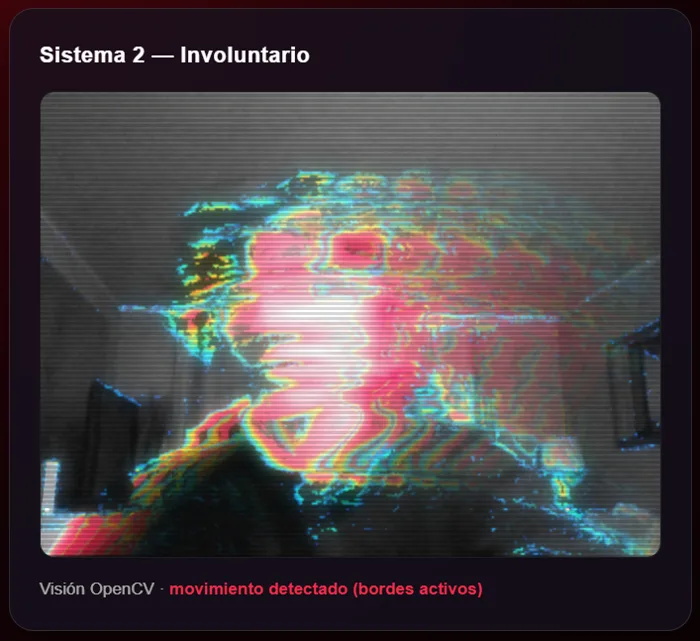 Sistema 2 — Involuntario
Visión OpenCV · movimiento detectado (bordes activos)